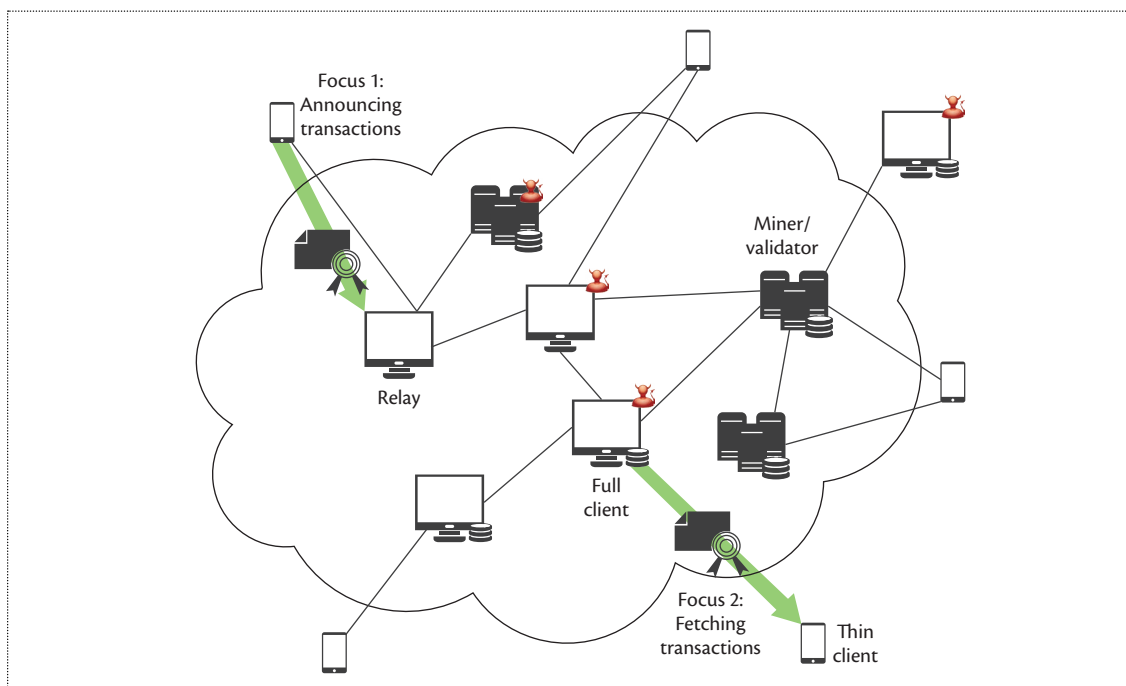 Focus 1:
Announcing
transactions
Miner/
validator
Relay
Full
client
Focus 2:
Fetching
transactions
Thin
client